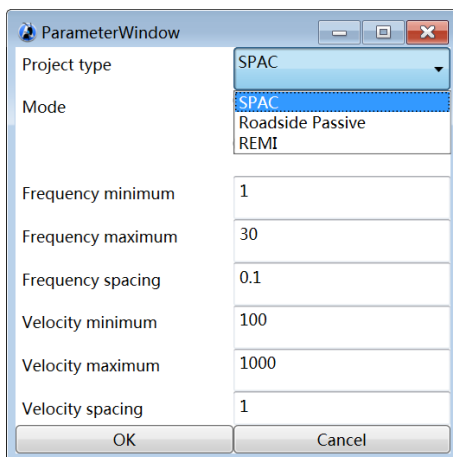 ParameterWindow
Project type SPAC
Mode SPAC
Roadside Passive
REMI
Frequency minimum 1
Frequency maximum 30
Frequency spacing 0.1
Velocity minimum 100
Velocity maximum 1000
Velocity spacing 1
OK Cancel